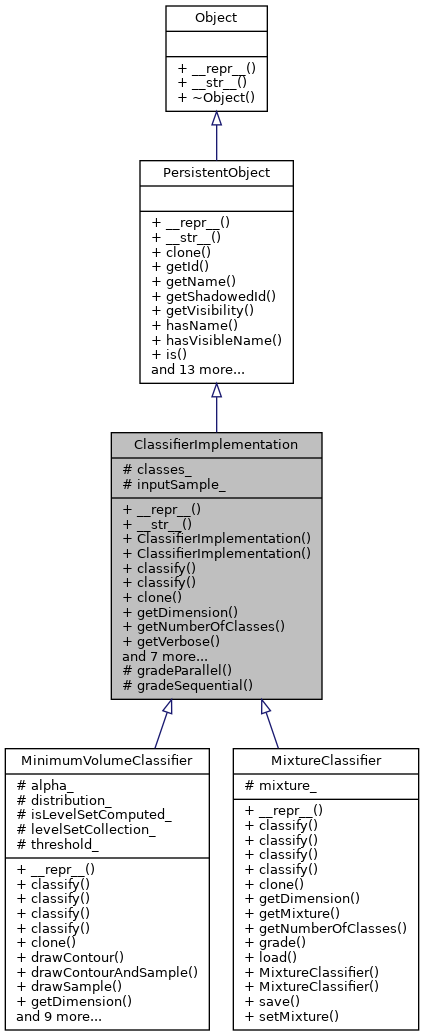 Object
+ __repr__()
+ __str__()
+ ~Object()
PersistentObject
+ __repr__()
+ __str__()
+ clone()
+ getId()
+ getName()
+ getShadowedId()
+ getVisibility()
+ hasName()
+ hasVisibleName()
+ is()
and 13 more...
ClassifierImplementation
# classes_
# inputSample_
+ __repr__()
+ __str__()
+ ClassifierImplementation()
+ ClassifierImplementation()
+ classify()
+ classify()
+ clone()
+ getDimension()
+ getNumberOfClasses()
+ getVerbose()
and 7 more...
# gradeParallel()
# gradeSequential()
MinimumVolumeClassifier
# alpha_
# distribution_
# isLevelSetComputed_
# levelSetCollection_
# threshold_
+ __repr__()
+ classify()
+ classify()
+ classify()
+ classify()
+ clone()
+ drawContour()
+ drawContourAndSample()
+ drawSample()
+ getDimension()
and 9 more...
MixtureClassifier
# mixture_
+ __repr__()
+ classify()
+ classify()
+ classify()
+ classify()
+ clone()
+ getDimension()
+ getMixture()
+ getNumberOfClasses()
+ grade()
+ load()
+ MixtureClassifier()
+ MixtureClassifier()
+ save()
+ setMixture()